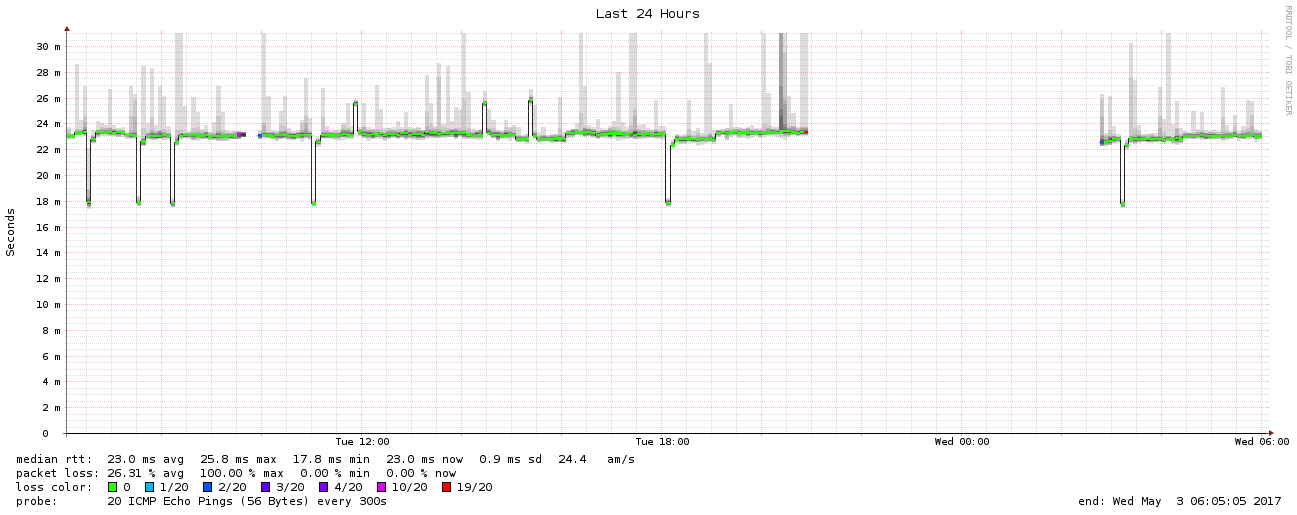 Last 24 Hours
RRDTOOL / TOBI OETIKER
Seconds
30 m
28 m
26 m
24 m
22 m
20 m
18 m
16 m
14 m
12 m
10 m
8 m
6 m
4 m
2 m
0
Tue 12:00 Tue 18:00 Wed 00:00 Wed 06:00
median rtt: 23.0 ms avg 25.8 ms max 17.8 ms min 23.0 ms now 0.9 ms sd 24.4 am/s
packet loss: 26.31 % avg 100.00 % max 0.00 % min 0.00 % now
loss color: 0 1/20 2/20 3/20 4/20 10/20 19/20
probe: 20 ICMP Echo Pings (56 Bytes) every 300s end: Wed May 3 06:05:05 2017